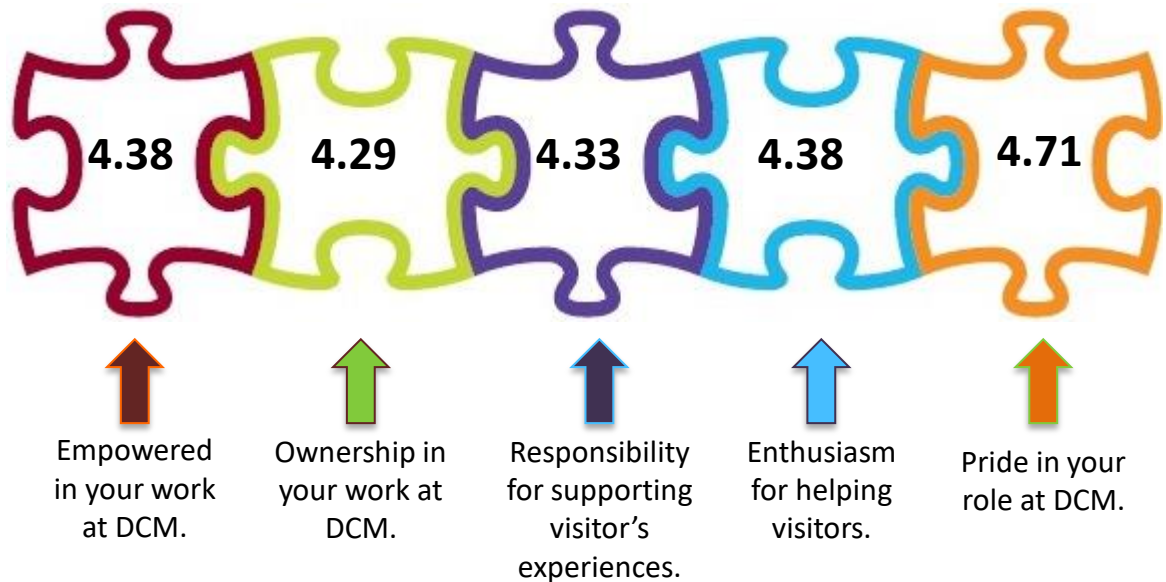 4.38
4.29
4.33
4.38
4.71
Empowered
in your work
at DCM.
Ownership in
your work at
DCM.
Responsibility
for supporting
visitor’s
experiences.
Enthusiasm
for helping
visitors.
Pride in your
role at DCM.